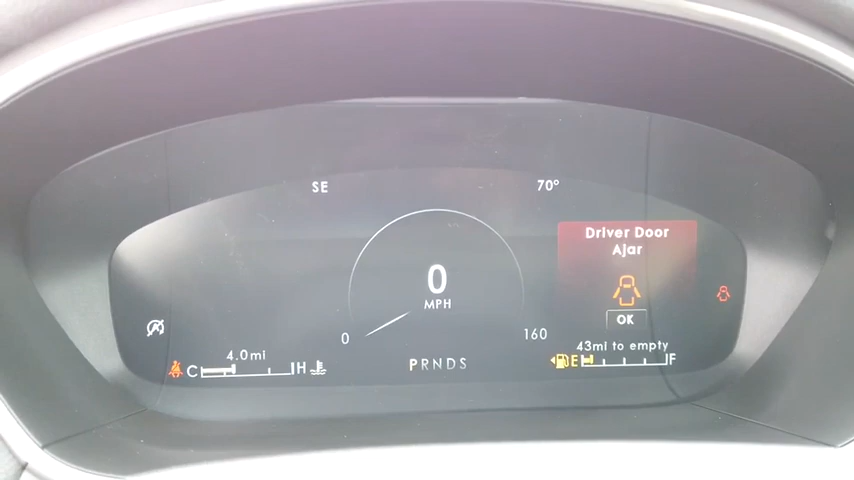 SE
70°
Driver Door
Ajar
0
MPH
OK
0
160
4.0mi
43mi to empty
C H
PRNDS
E F